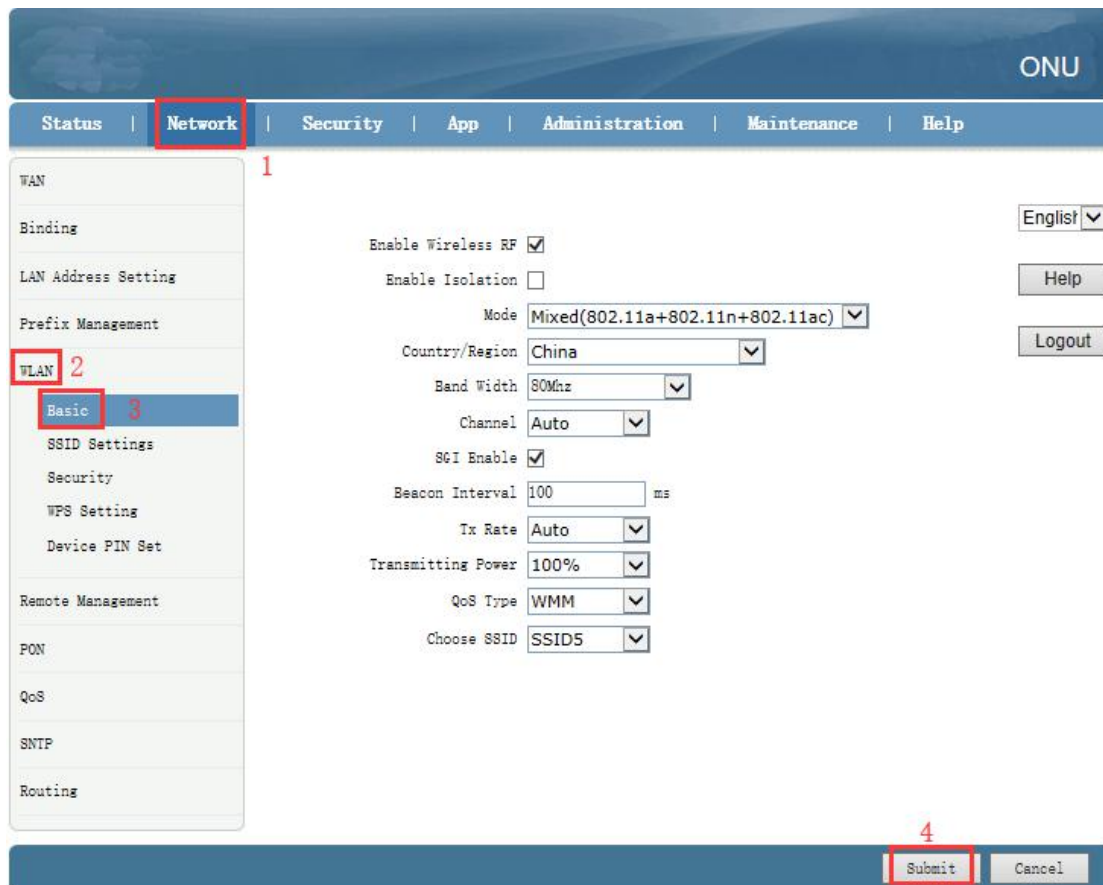 ONU
Status | Network | Security | App | Administration | Maintenance | Help
1
WAN
Binding
LAN Address Setting
Prefix Management
WLAN 2
Basic 3
SSID Settings
Security
WPS Setting
Device PIN Set
Remote Management
PON
QoS
SNTP
Routing
English
Help
Logout
Enable Wireless RF
Enable Isolation
Mode Mixed(802.11a+802.11n+802.11ac)
Country/Region China
Band Width 80Mhz
Channel Auto
SGI Enable
Beacon Interval 100 ms
Tx Rate Auto
Transmitting Power 100%
QoS Type WMM
Choose SSID SSID5
4
Submit Cancel